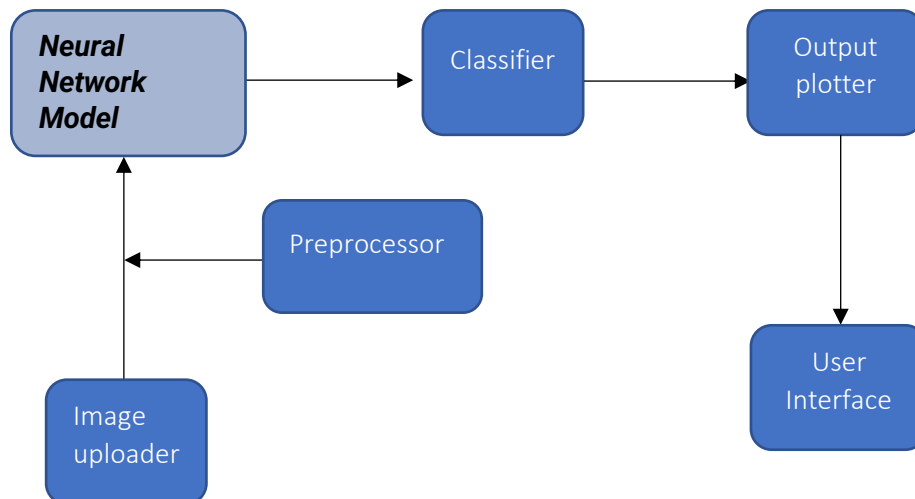 Neural
Network
Model
Classifier
Output
plotter
Preprocessor
User
Interface
Image
uploader